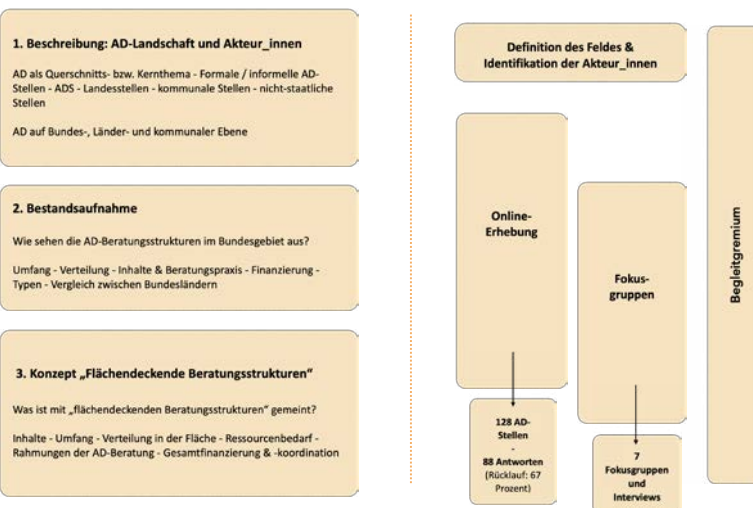 1. Beschreibung: AD-Landschaft und Akteur_innen
AD als Querschnitts- bzw. Kernthema - Formale / informelle AD-
Stellen - ADS - Landesstellen - kommunale Stellen - nicht-staatliche
Stellen
AD auf Bundes-, Länder- und kommunaler Ebene
2. Bestandsaufnahme
Wie sehen die AD-Beratungsstrukturen im Bundesgebiet aus?
Umfang - Verteilung - Inhalte & Beratungspraxis - Finanzierung -
Typen - Vergleich zwischen Bundesländern
3. Konzept „Flächendeckende Beratungsstrukturen“
Was ist mit „flächendeckenden Beratungsstrukturen“ gemeint?
Inhalte - Umfang - Verteilung in der Fläche - Ressourcenbedarf -
Rahmungen der AD-Beratung - Gesamtfinanzierung & -koordination
Definition des Feldes &
Identifikation der Akteur_innen
Online-
Erhebung
128 AD-
Stellen
-
88 Antworten
(Rücklauf: 67
Prozent)
Fokus-
gruppen
7
Fokusgruppen
und
Interviews
Begleitgremium